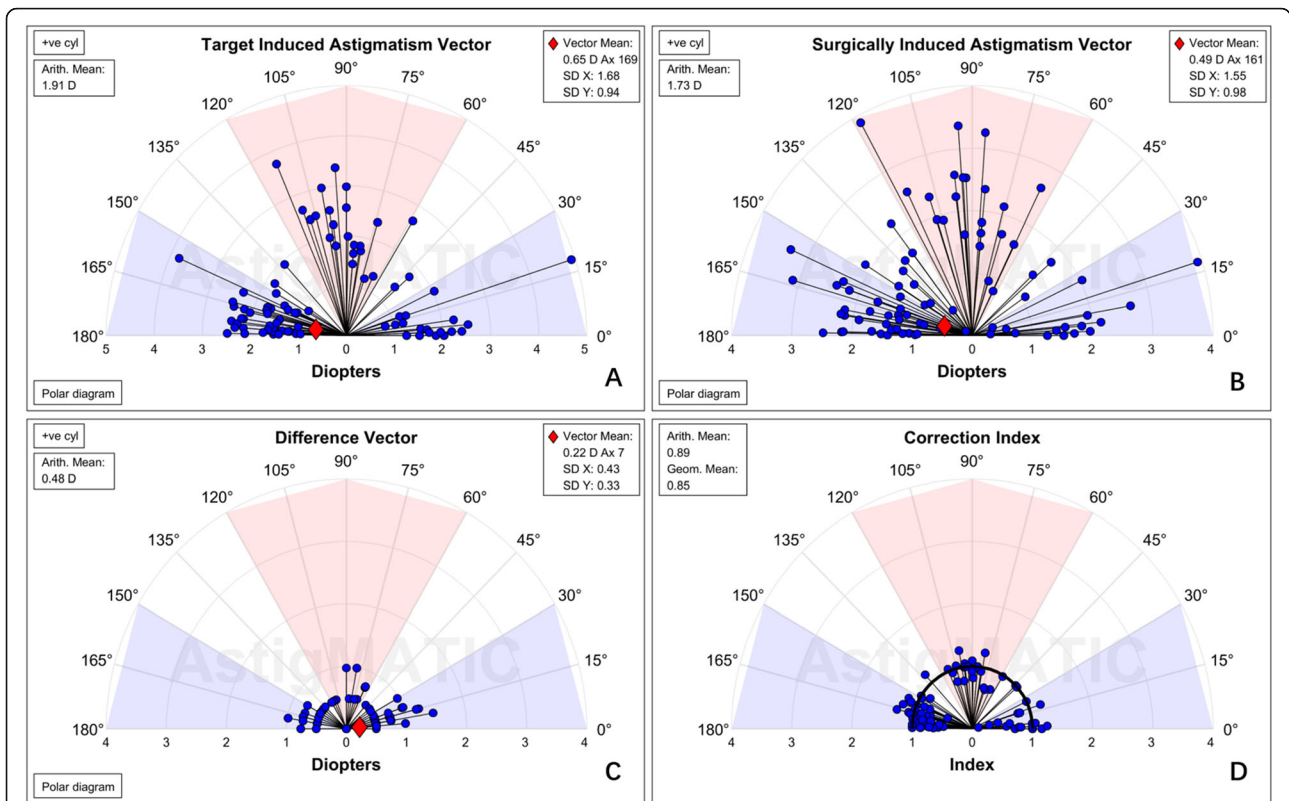 +ve cyl
Target Induced Astigmatism Vector
Arith. Mean:
1.91 D
Vector Mean:
0.65 D Ax 169
SD X: 1.68
SD Y: 0.94
90°
105°
75°
120°
60°
135°
45°
150°
30°
165°
15°
180°
0°
AstigMATIC
5 4 3 2 1 0 1 2 3 4 5
Diopters
A
Polar diagram
+ve cyl
Surgically Induced Astigmatism Vector
Arith. Mean:
1.73 D
Vector Mean:
0.49 D Ax 161
SD X: 1.55
SD Y: 0.98
90°
105°
75°
120°
60°
135°
45°
150°
30°
165°
15°
180°
0°
AstigMATIC
4 3 2 1 0 1 2 3 4
Diopters
B
Polar diagram
+ve cyl
Difference Vector
Arith. Mean:
0.48 D
Vector Mean:
0.22 D Ax 7
SD X: 0.43
SD Y: 0.33
90°
105°
75°
120°
60°
135°
45°
150°
30°
165°
15°
180°
0°
AstigMATIC
4 3 2 1 0 1 2 3 4
Diopters
C
Polar diagram
Correction Index
Arith. Mean:
0.89
Geom. Mean:
0.85
90°
105°
75°
120°
60°
135°
45°
150°
30°
165°
15°
180°
0°
AstigMATIC
4 3 2 1 0 1 2 3 4
Index
D